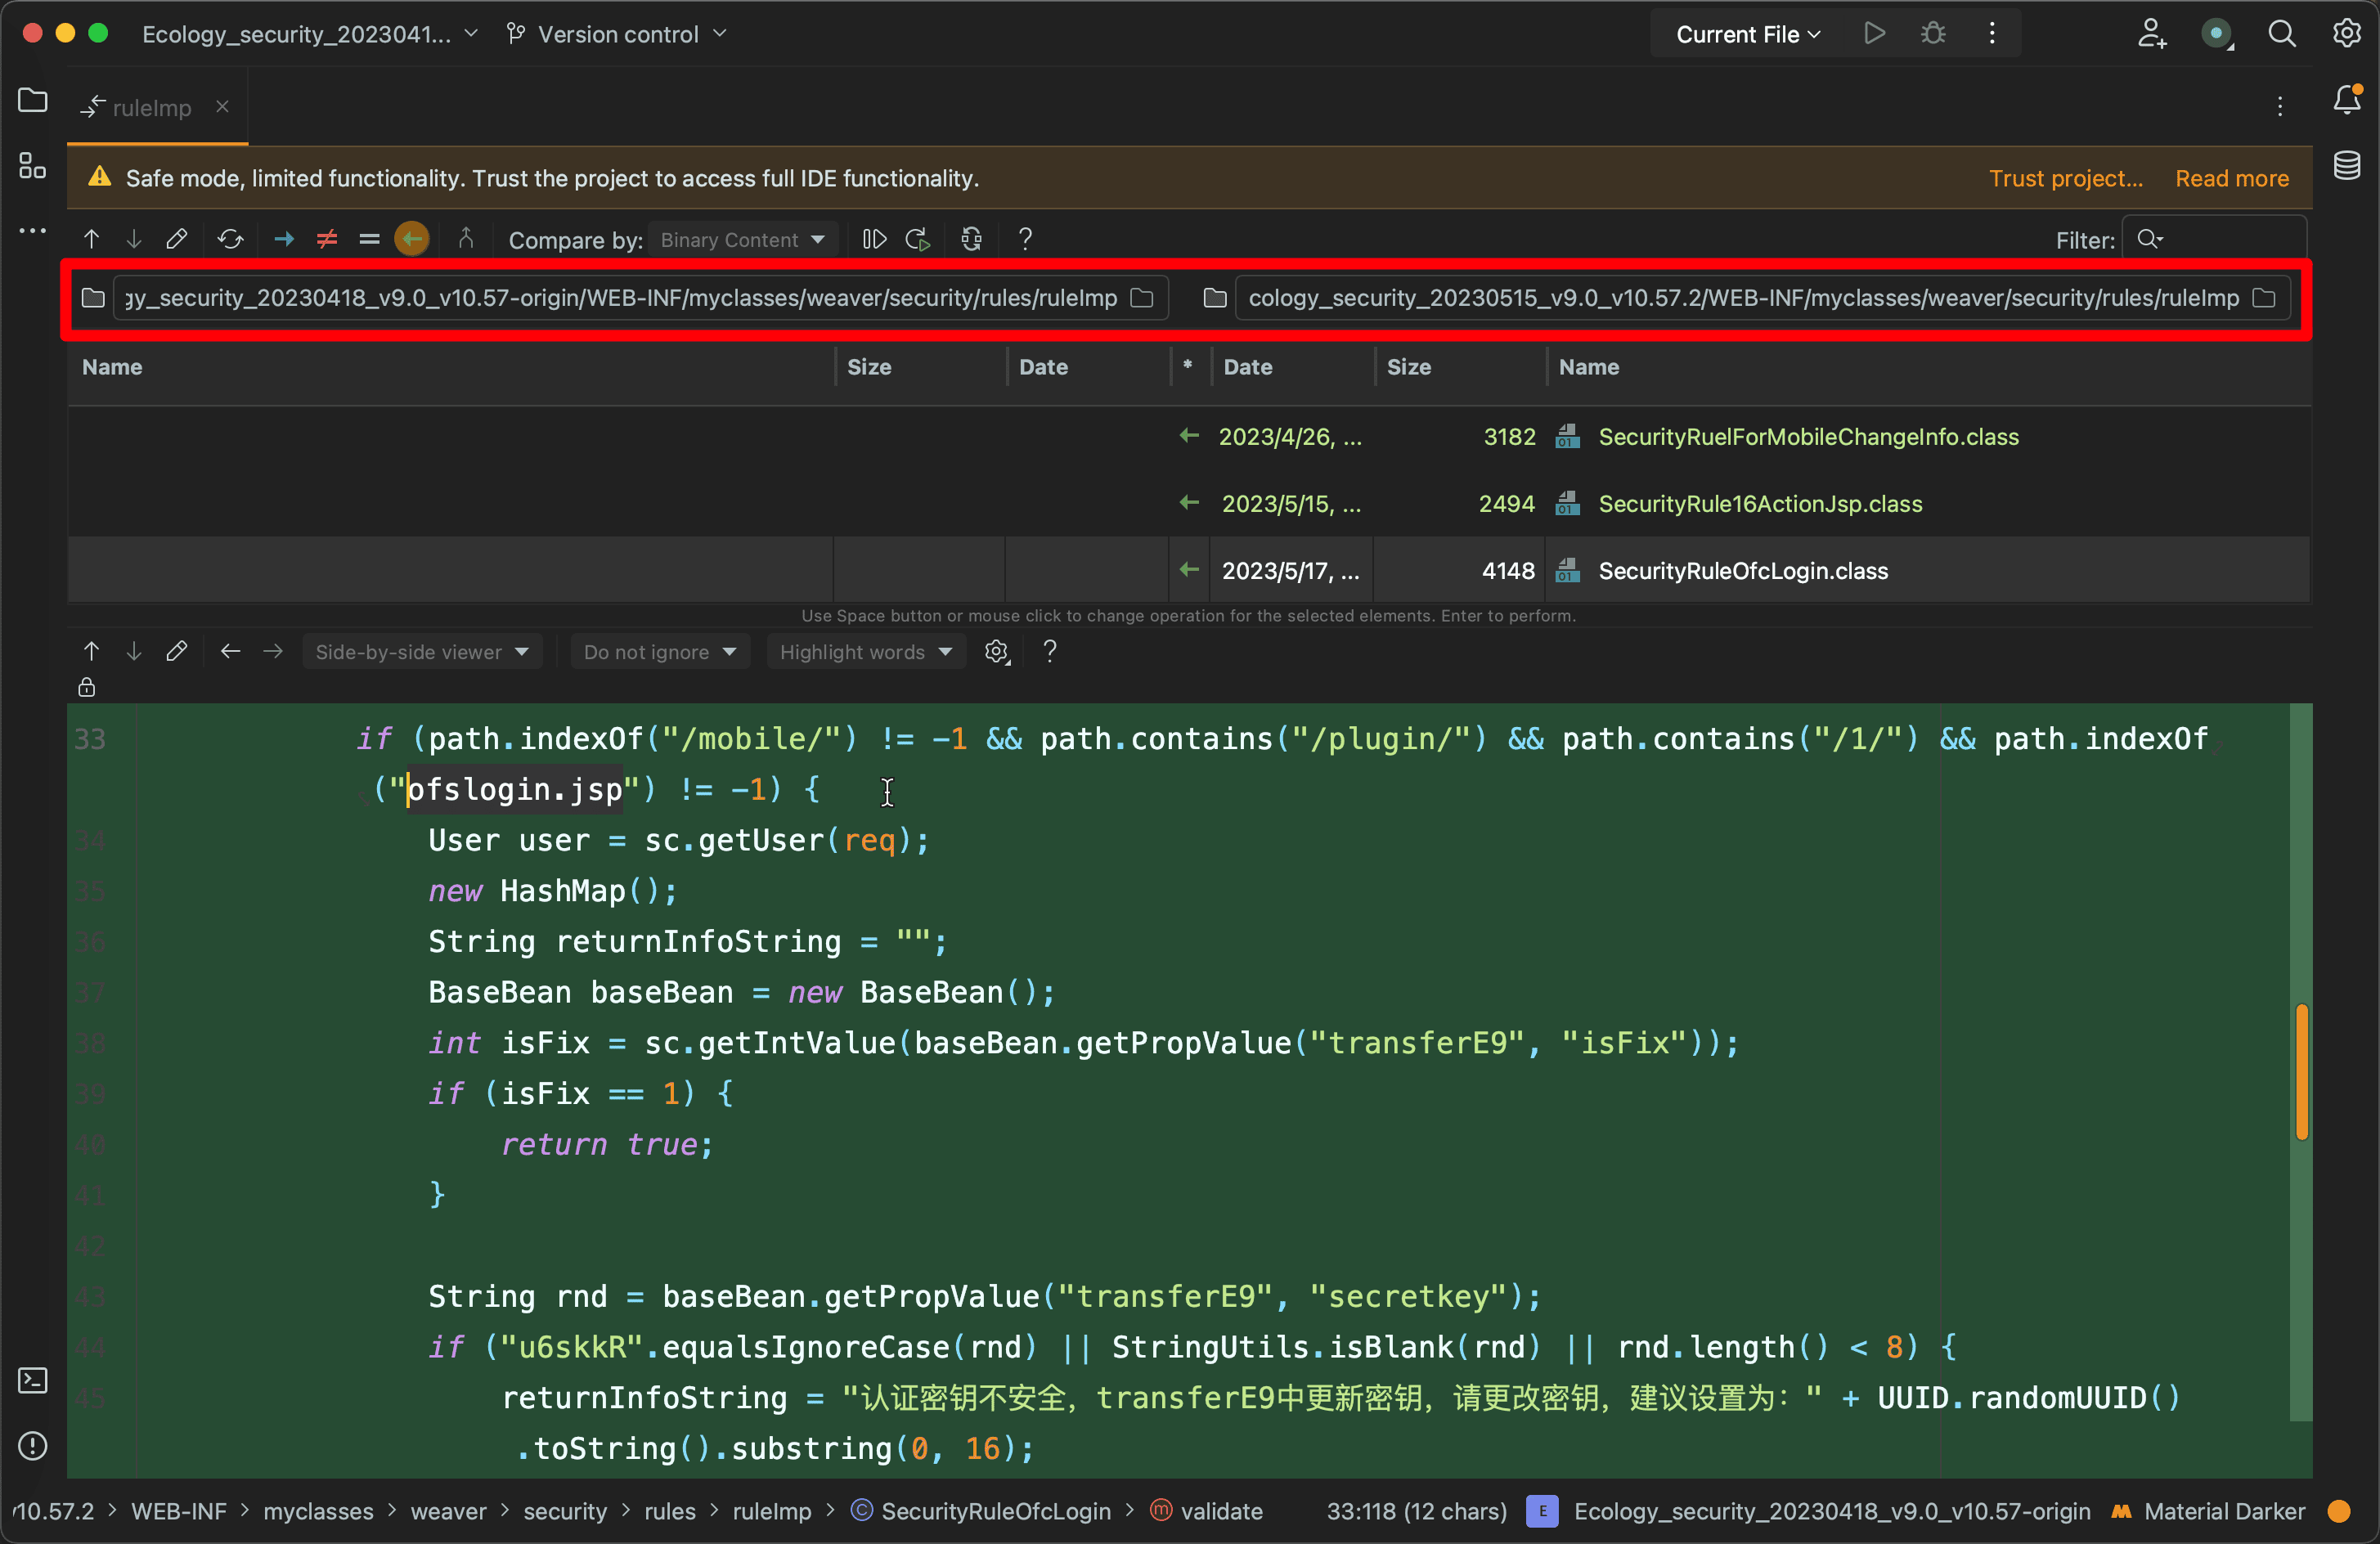 Ecology_security_2023041... Version control Current File
ruleImp
Safe mode, limited functionality. Trust the project to access full IDE functionality. Trust project... Read more
Compare by: Binary Content ? Filter:
gy_security_20230418_v9.0_v10.57-origin/WEB-INF/myclasses/weaver/security/rules/ruleImp cology_security_20230515_v9.0_v10.57.2/WEB-INF/myclasses/weaver/security/rules/ruleImp
Name Size Date * Date Size Name
2023/4/26, ... 3182 SecurityRuelForMobileChangeInfo.class
2023/5/15, ... 2494 SecurityRule16ActionJsp.class
2023/5/17, ... 4148 SecurityRuleOfcLogin.class
Use Space button or mouse click to change operation for the selected elements. Enter to perform.
Side-by-side viewer Do not ignore Highlight words ?
33 if (path.indexOf("/mobile/") != -1 && path.contains("/plugin/") && path.contains("/1/") && path.indexOf
("ofslogin.jsp") != -1) {
34 User user = sc.getUser(req);
35 new HashMap();
36 String returnInfoString = "";
37 BaseBean baseBean = new BaseBean();
38 int isFix = sc.getIntValue(baseBean.getPropValue("transferE9", "isFix"));
39 if (isFix == 1) {
40 return true;
41 }
42
43 String rnd = baseBean.getPropValue("transferE9", "secretkey");
44 if ("u6skkR".equalsIgnoreCase(rnd) || StringUtils.isBlank(rnd) || rnd.length() < 8) {
45 returnInfoString = "认证密钥不安全，transferE9中更新密钥，请更改密钥，建议设置为：" + UUID.randomUUID()
.toString().substring(0, 16);
v10.57.2 > WEB-INF > myclasses > weaver > security > rules > ruleImp > SecurityRuleOfcLogin > validate 33:118 (12 chars) E Ecology_security_20230418_v9.0_v10.57-origin Material Darker